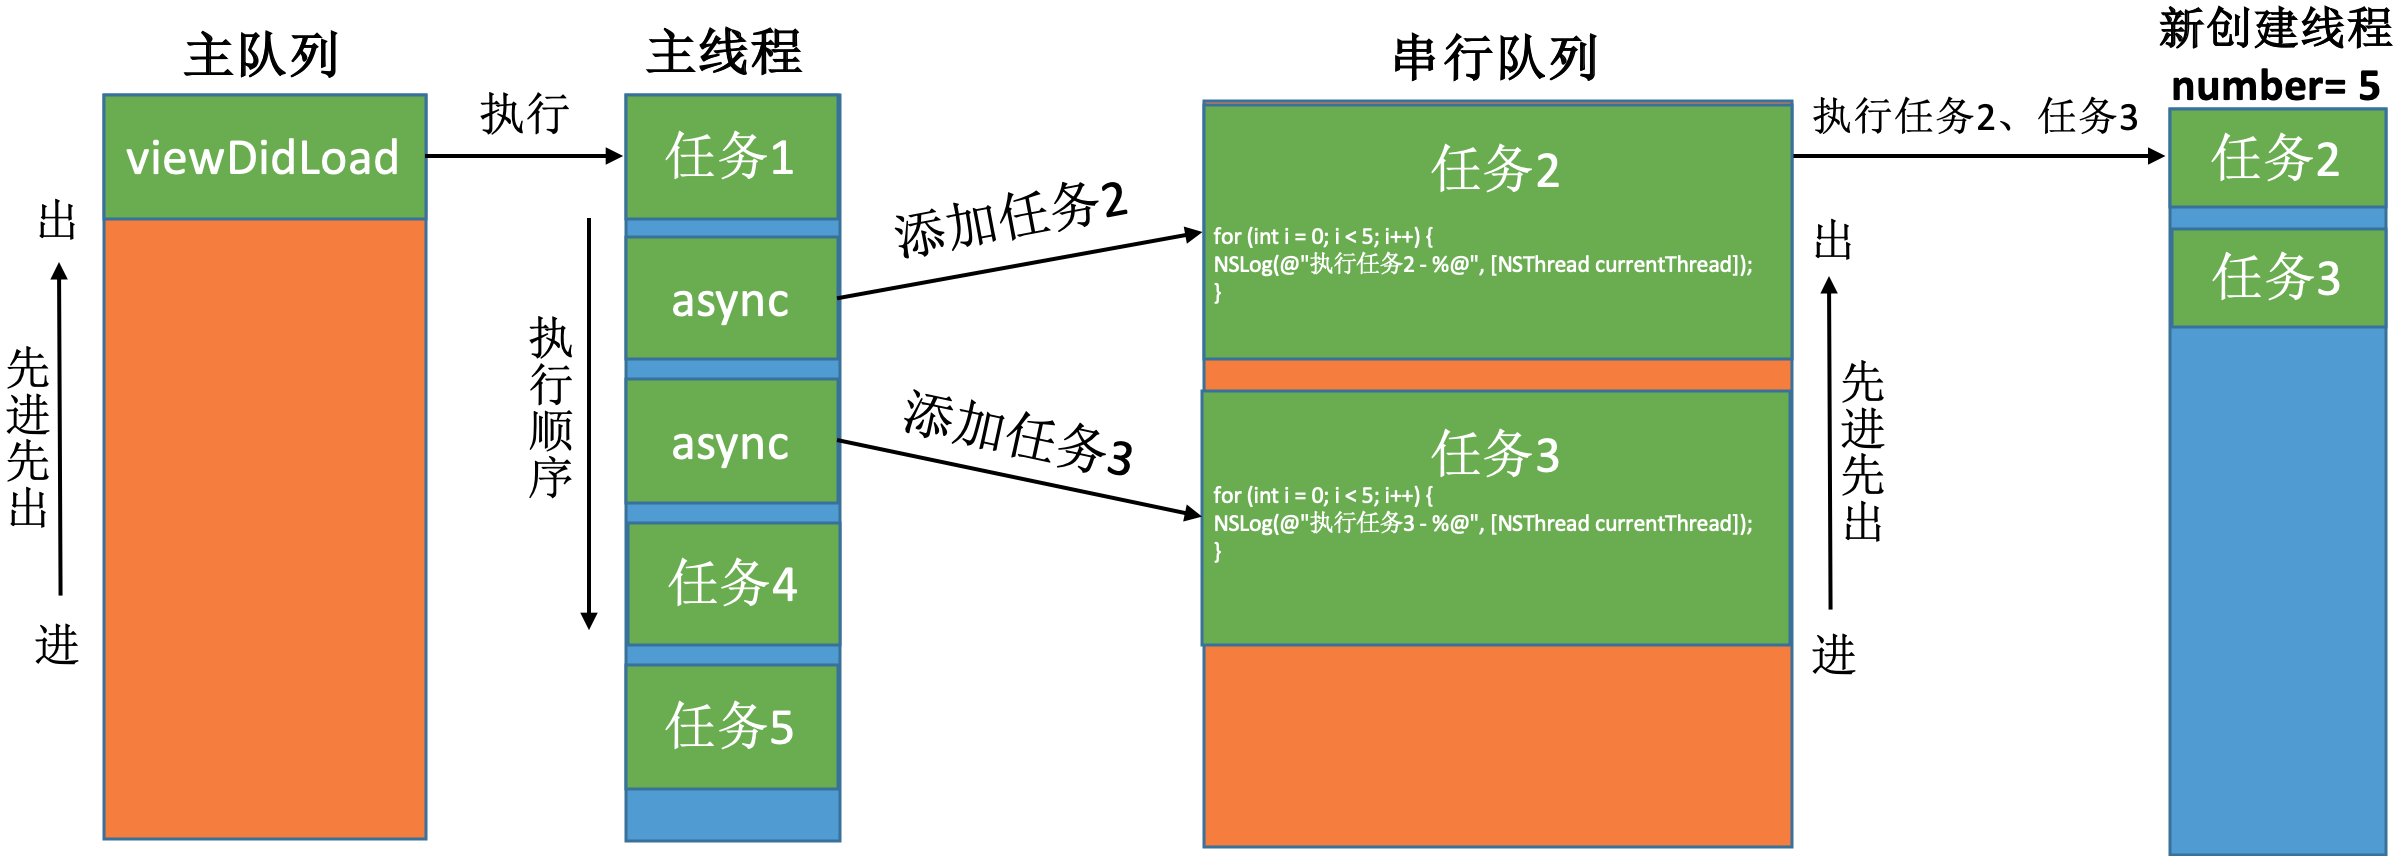 主队列
viewDidLoad
出
先进先出
进
执行
主线程
任务1
async
async
任务4
任务5
执行顺序
添加任务2
添加任务3
串行队列
任务2
for (int i = 0; i < 5; i++) {
NSLog(@"执行任务2 - %@", [NSThread currentThread]);
}
任务3
for (int i = 0; i < 5; i++) {
NSLog(@"执行任务3 - %@", [NSThread currentThread]);
}
执行任务2、任务3
出
先进先出
进
新创建线程
number= 5
任务2
任务3